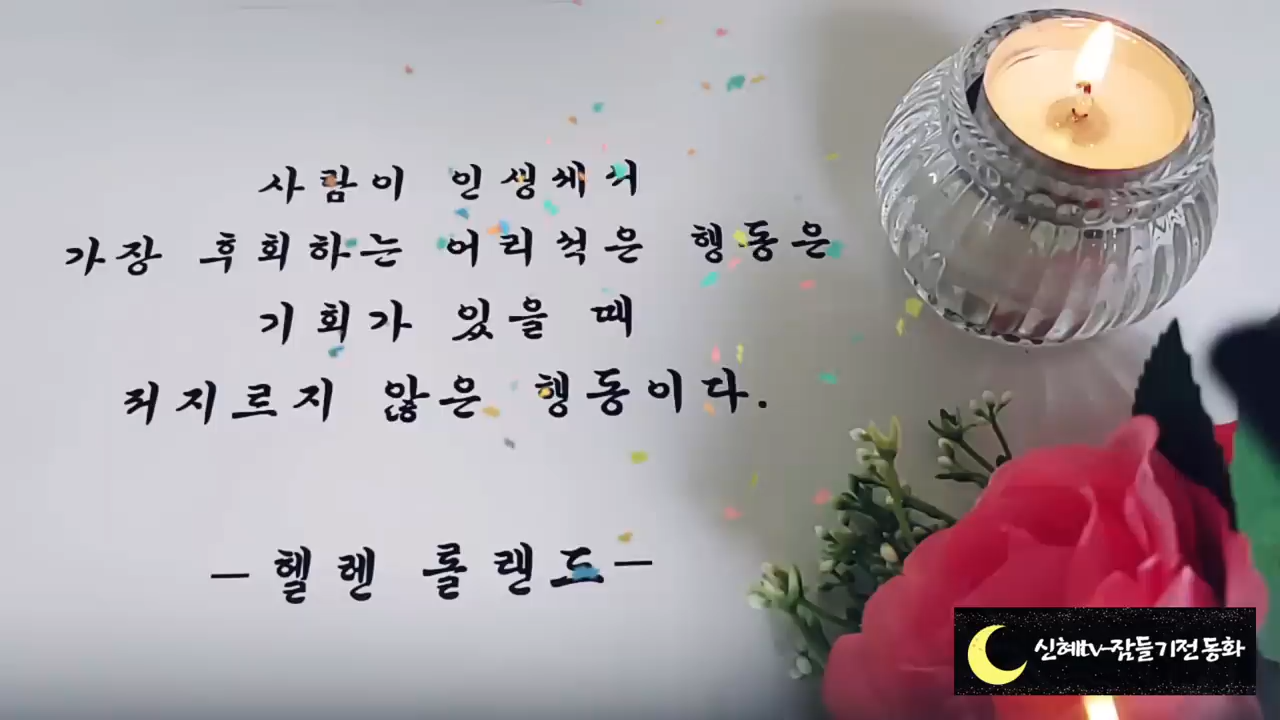 사람이 인생에서
가장 후회하는 어리석은 행동은
기회가 있을 때
저지르지 않은 행동이다.
- 헬렌 롤랜드 -
신혜tv-잠들기전 동화